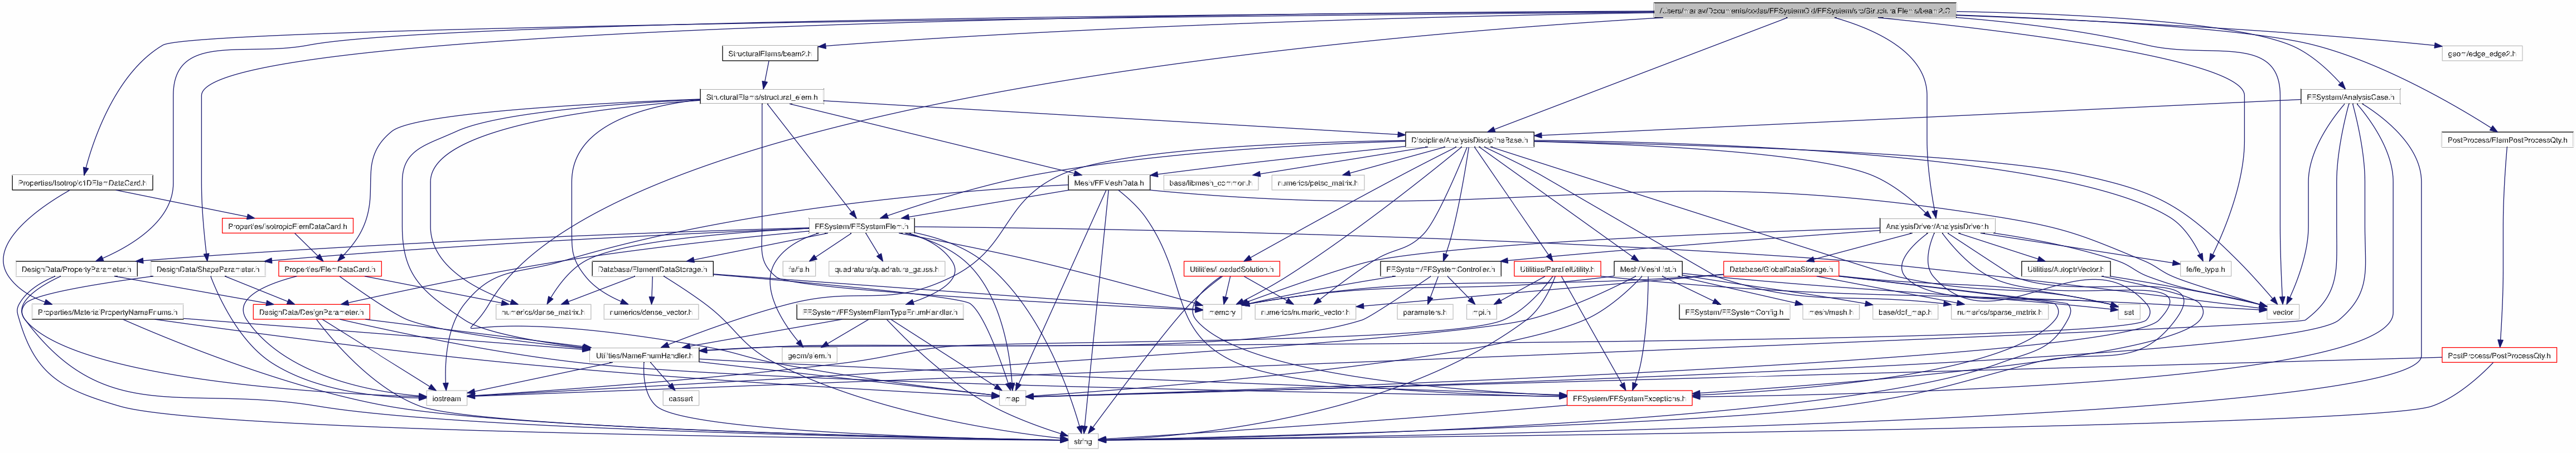 /Users/manav/Documents/codes/FESystemOld/FESystem/src/StructuralElems/beam2.C
StructuralElems/beam2.h
geom/edge_edge2.h
StructuralElems/structural_elem.h
FESystem/AnalysisCase.h
Discipline/AnalysisDisciplineBase.h
PostProcess/ElemPostProcessQty.h
Properties/Isotropic1DElemDataCard.h
Mesh/FEMeshData.h
base/libmesh_common.h
numerics/petsc_matrix.h
Properties/IsotropicElemDataCard.h
FESystem/FESystemElem.h
AnalysisDriver/AnalysisDriver.h
DesignData/PropertyParameter.h
DesignData/ShapeParameter.h
Properties/ElemDataCard.h
Database/ElementDataStorage.h
fe/fe.h
quadrature/quadrature_gauss.h
Utilities/LoadedSolution.h
FESystem/FESystemController.h
Utilities/ParallelUtility.h
Mesh/MeshList.h
Database/GlobalDataStorage.h
Utilities/AutoptrVector.h
fe/fe_type.h
Properties/MaterialPropertyNameEnums.h
DesignData/DesignParameter.h
numerics/dense_matrix.h
numerics/dense_vector.h
FESystem/FESystemElemTypeEnumHandler.h
memory
numerics/numeric_vector.h
parameters.h
mpi.h
FESystem/FESystemConfig.h
mesh/mesh.h
base/dof_map.h
numerics/sparse_matrix.h
set
vector
Utilities/NameEnumHandler.h
geom/elem.h
PostProcess/PostProcessQty.h
iostream
cassert
map
FESystem/FESystemExceptions.h
string